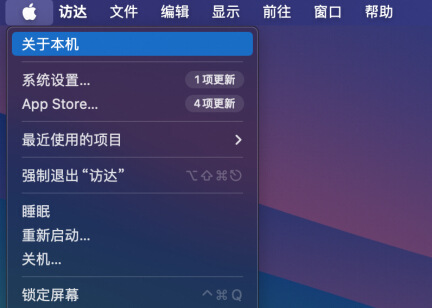 访达 文件 编辑 显示 前往 窗口 帮助
关于本机
系统设置... 1项更新
App Store... 4项更新
最近使用的项目
强制退出“访达” ⌥⇧⌘⎋
睡眠
重新启动...
关机...
锁定屏幕 ^⌘Q